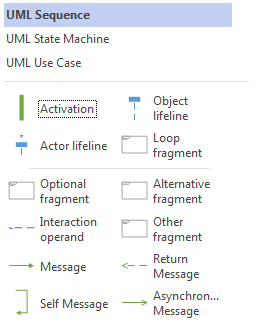 UML Sequence
UML State Machine
UML Use Case
Activation
Object
lifeline
Actor lifeline
Loop
fragment
Optional
fragment
Alternative
fragment
Interaction
operand
Other
fragment
Message
Return
Message
Self Message
Asynchron...
Message